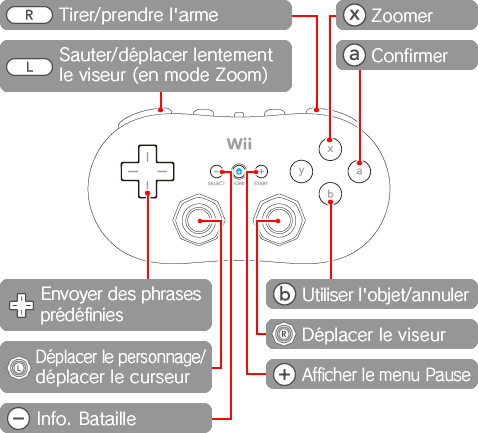 R Tirer/prendre l'arme
L Sauter/déplacer lentement
le viseur (en mode Zoom)
x Zoomer
a Confirmer
Wii
x
y
a
b
SELECT HOME START
Envoyer des phrases
prédéfinies
L Déplacer le personnage/
déplacer le curseur
− Info. Bataille
b Utiliser l'objet/annuler
R Déplacer le viseur
+ Afficher le menu Pause